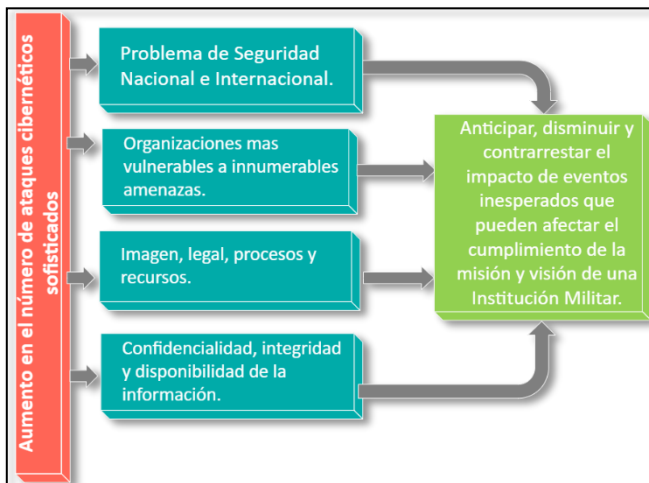 Aumento en el número de ataques cibernéticos
sofisticados
Problema de Seguridad
Nacional e Internacional.
Organizaciones mas
vulnerables a innumerables
amenazas.
Imagen, legal, procesos y
recursos.
Confidencialidad, integridad
y disponibilidad de la
información.
Anticipar, disminuir y
contrarrestar el
impacto de eventos
inesperados que
pueden afectar el
cumplimiento de la
misión y visión de una
Institución Militar.